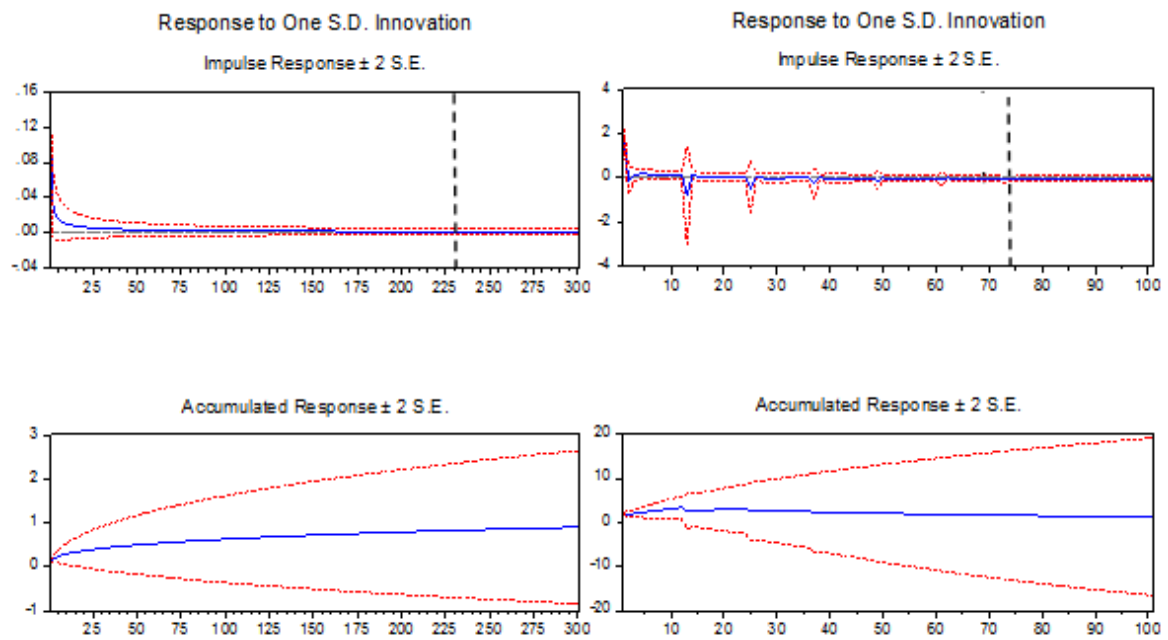 Response to One S.D. Innovation
Impulse Response ± 2 S.E.
.16
.12
.08
.04
.00
-.04
25 50 75 100 125 150 175 200 225 250 275 300
Response to One S.D. Innovation
Impulse Response ± 2 S.E.
4
2
0
-2
-4
10 20 30 40 50 60 70 80 90 100
Accumulated Response ± 2 S.E.
3
2
1
0
-1
25 50 75 100 125 150 175 200 225 250 275 300
Accumulated Response ± 2 S.E.
20
10
0
-10
-20
10 20 30 40 50 60 70 80 90 100